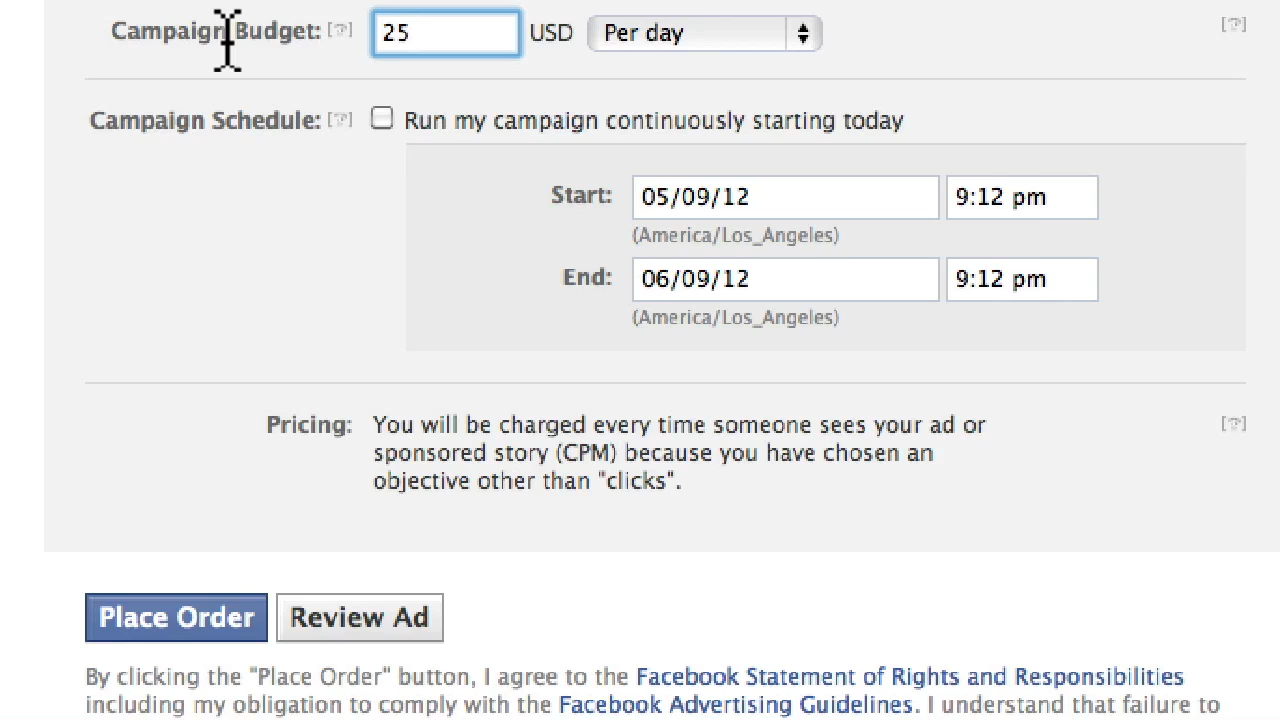 Campaign Budget: [?] 25 USD Per day [?]
Campaign Schedule: [?] Run my campaign continuously starting today
Start: 05/09/12 9:12 pm
(America/Los_Angeles)
End: 06/09/12 9:12 pm
(America/Los_Angeles)
Pricing: You will be charged every time someone sees your ad or [?]
sponsored story (CPM) because you have chosen an
objective other than "clicks".
Place Order Review Ad
By clicking the "Place Order" button, I agree to the Facebook Statement of Rights and Responsibilities
including my obligation to comply with the Facebook Advertising Guidelines. I understand that failure to